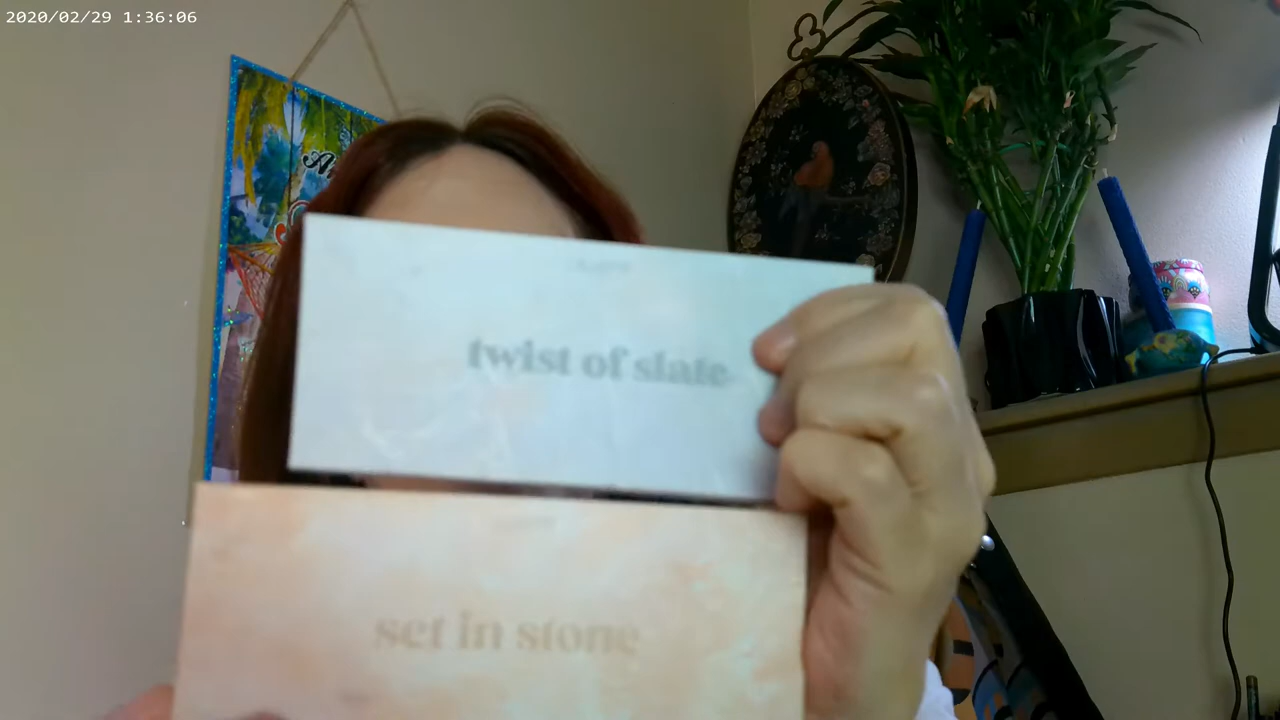 2020/02/29 1:36:06
twist of slate
set in stone